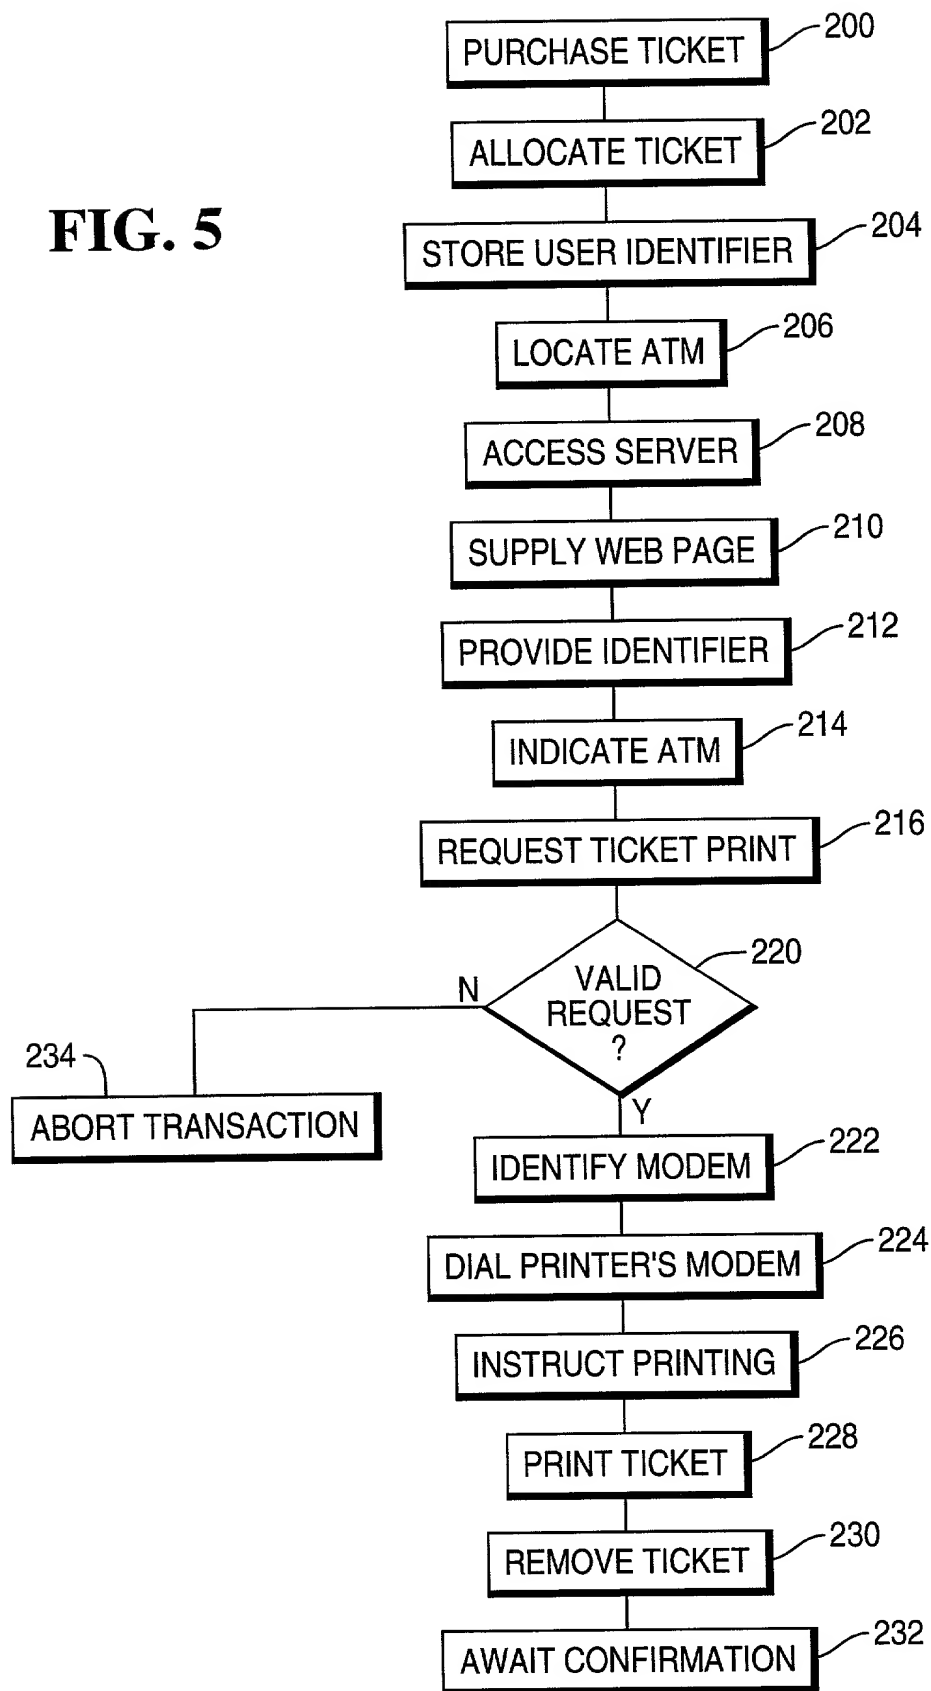 PURCHASE TICKET
200
ALLOCATE TICKET
202
FIG. 5
STORE USER IDENTIFIER
204
LOCATE ATM
206
ACCESS SERVER
208
SUPPLY WEB PAGE
210
PROVIDE IDENTIFIER
212
INDICATE ATM
214
REQUEST TICKET PRINT
216
VALID
REQUEST
?
220
N
234
ABORT TRANSACTION
Y
IDENTIFY MODEM
222
DIAL PRINTER'S MODEM
224
INSTRUCT PRINTING
226
PRINT TICKET
228
REMOVE TICKET
230
AWAIT CONFIRMATION
232